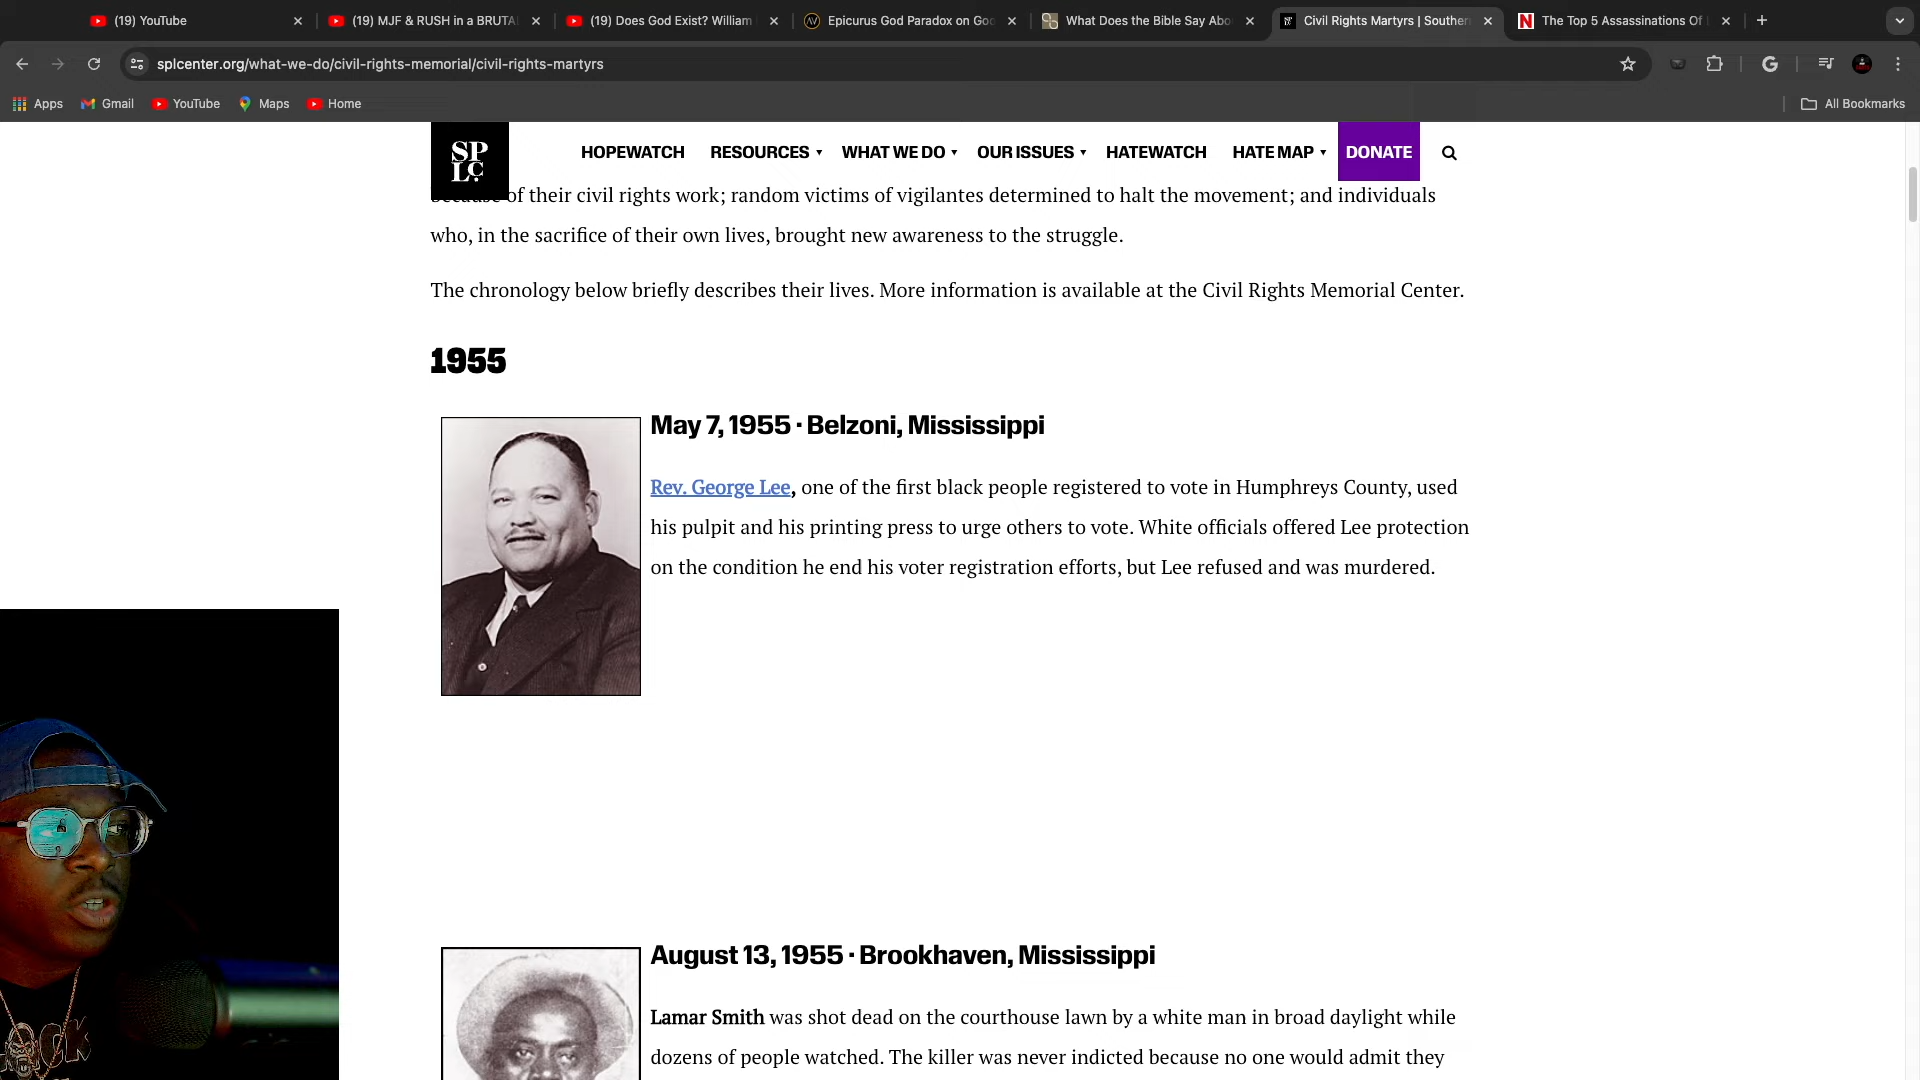 (19) YouTube
(19) MJF & RUSH in a BRUTA
(19) Does God Exist? William
Epicurus God Paradox on Goo
What Does the Bible Say Abo
Civil Rights Martyrs | Southern
The Top 5 Assassinations Of
splcenter.org/what-we-do/civil-rights-memorial/civil-rights-martyrs
Apps
Gmail
YouTube
Maps
Home
All Bookmarks
SP
LC
HOPEWATCH
RESOURCES
WHAT WE DO
OUR ISSUES
HATEWATCH
HATE MAP
DONATE
because of their civil rights work; random victims of vigilantes determined to halt the movement; and individuals
who, in the sacrifice of their own lives, brought new awareness to the struggle.
The chronology below briefly describes their lives. More information is available at the Civil Rights Memorial Center.
1955
May 7, 1955 · Belzoni, Mississippi
Rev. George Lee, one of the first black people registered to vote in Humphreys County, used
his pulpit and his printing press to urge others to vote. White officials offered Lee protection
on the condition he end his voter registration efforts, but Lee refused and was murdered.
August 13, 1955 · Brookhaven, Mississippi
Lamar Smith was shot dead on the courthouse lawn by a white man in broad daylight while
dozens of people watched. The killer was never indicted because no one would admit they